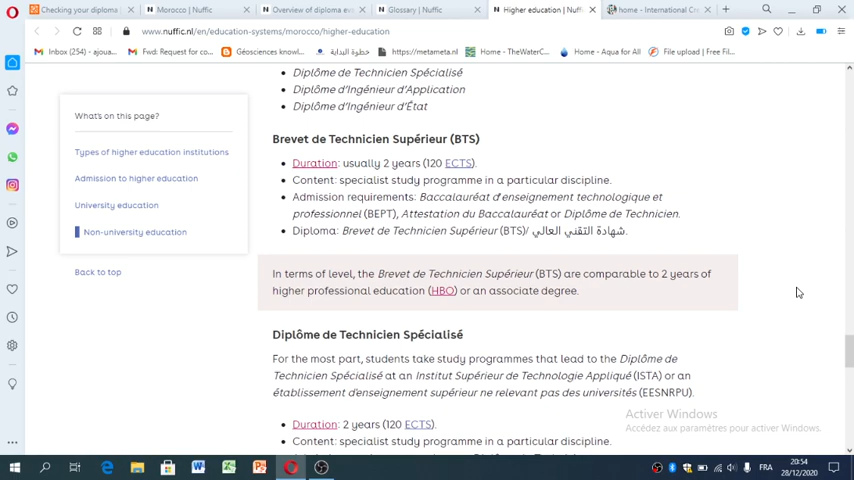 Checking your diploma
Morocco | Nuffic
Overview of diploma ev
Glossary | Nuffic
Higher education | Nuffi
home - International Cre
www.nuffic.nl/en/education-systems/morocco/higher-education
Inbox (254) - ajoua...
Fwd: Request for co...
Géosciences knowl...
خطوة البداية
https://metametal.nl
Home - TheWaterC...
Home - Aqua for All
File upload | Free Fil...
What's on this page?
Types of higher education institutions
Admission to higher education
University education
Non-university education
Back to top
• Diplôme de Technicien Spécialisé
• Diplôme d'Ingénieur d'Application
• Diplôme d'Ingénieur d'État
Brevet de Technicien Supérieur (BTS)
• Duration: usually 2 years (120 ECTS).
• Content: specialist study programme in a particular discipline.
• Admission requirements: Baccalauréat d'enseignement technologique et
professionnel (BEPT), Attestation du Baccalauréat or Diplôme de Technicien.
• Diploma: Brevet de Technicien Supérieur (BTS)/ شهادة التقني العالي.
In terms of level, the Brevet de Technicien Supérieur (BTS) are comparable to 2 years of
higher professional education (HBO) or an associate degree.
Diplôme de Technicien Spécialisé
For the most part, students take study programmes that lead to the Diplôme de
Technicien Spécialisé at an Institut Supérieur de Technologie Appliqué (ISTA) or an
établissement d'enseignement supérieur ne relevant pas des universités (EESNRPU).
• Duration: 2 years (120 ECTS).
• Content: specialist study programme in a particular discipline.
Activer Windows
Accédez aux paramètres pour activer Windows.
FRA
20:54
28/12/2020